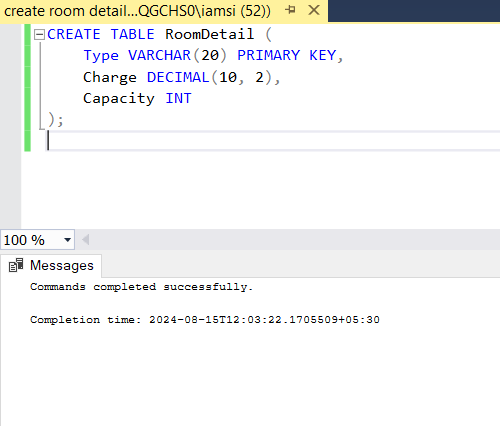 create room detail...QGCHS0\iamsi (52))
CREATE TABLE RoomDetail (
    Type VARCHAR(20) PRIMARY KEY,
    Charge DECIMAL(10, 2),
    Capacity INT
);
100 %
Messages
Commands completed successfully.
Completion time: 2024-08-15T12:03:22.1705509+05:30